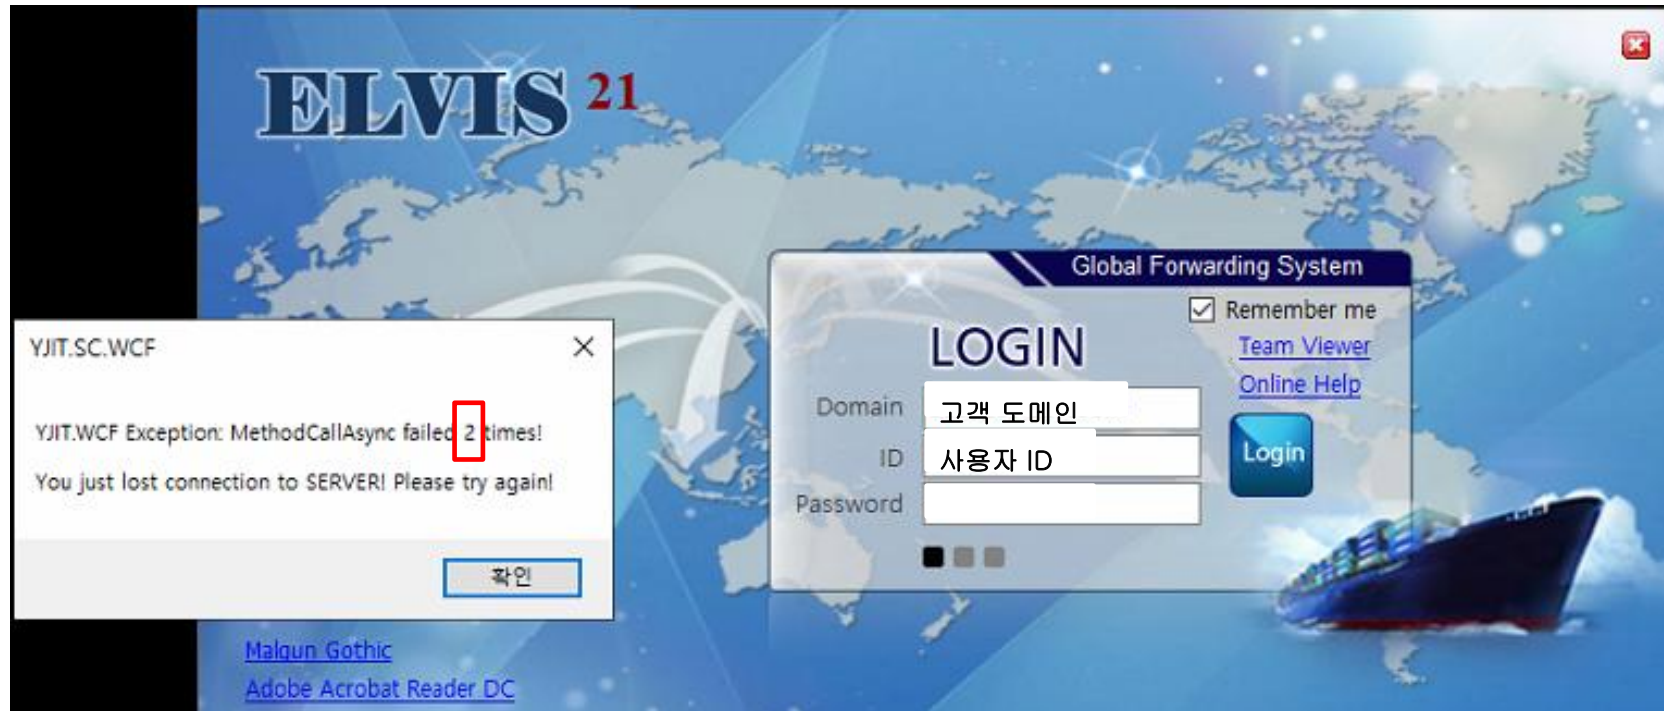 ELVIS 21
Global Forwarding System
Remember me
LOGIN
Team Viewer
Online Help
Domain 고객 도메인
ID 사용자 ID
Login
Password
YJIT.SC.WCF
YJIT.WCF Exception: MethodCallAsync failed 2 times!
You just lost connection to SERVER! Please try again!
확인
Malgun Gothic
Adobe Acrobat Reader DC